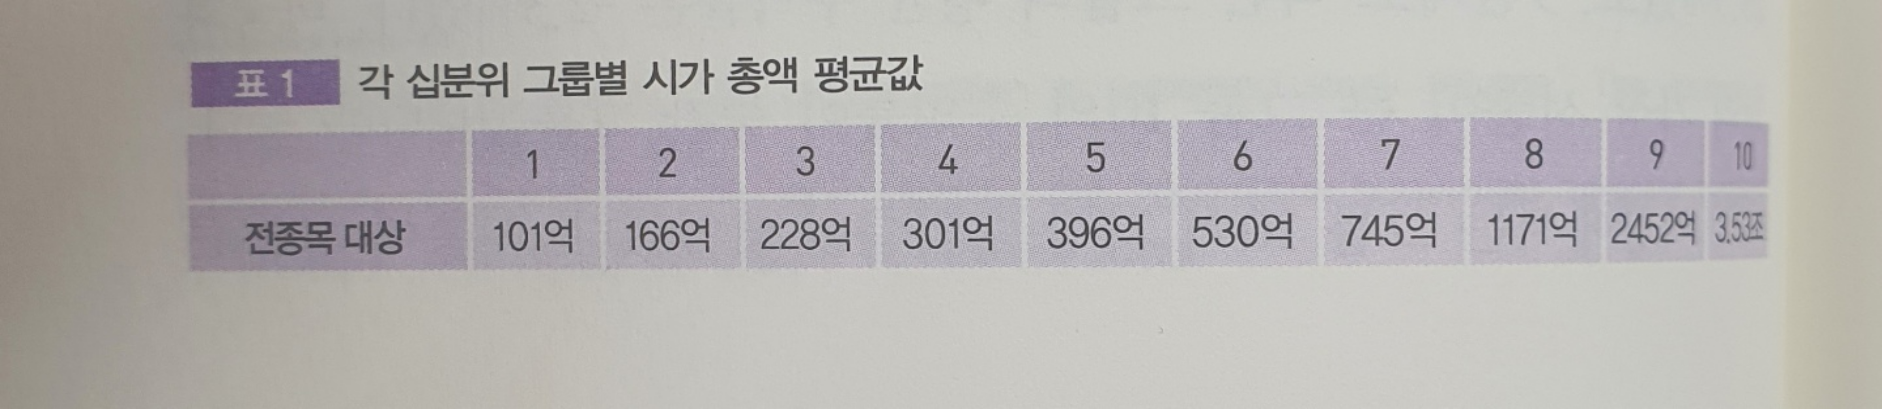 표 1 각 십분위 그룹별 시가 총액 평균값
1 2 3 4 5 6 7 8 9 10
전종목 대상 101억 166억 228억 301억 396억 530억 745억 1171억 2452억 3.53조